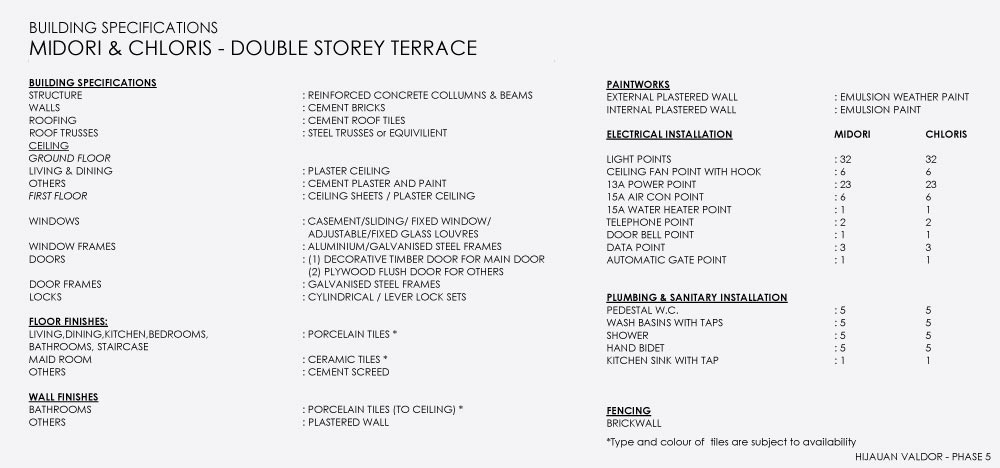 BUILDING SPECIFICATIONS
MIDORI & CHLORIS - DOUBLE STOREY TERRACE
BUILDING SPECIFICATIONS
STRUCTURE : REINFORCED CONCRETE COLLUMNS & BEAMS
WALLS : CEMENT BRICKS
ROOFING : CEMENT ROOF TILES
ROOF TRUSSES : STEEL TRUSSES or EQUIVILIENT
CEILING
GROUND FLOOR
LIVING & DINING : PLASTER CEILING
OTHERS : CEMENT PLASTER AND PAINT
FIRST FLOOR : CEILING SHEETS / PLASTER CEILING
WINDOWS : CASEMENT/SLIDING/ FIXED WINDOW/
ADJUSTABLE/FIXED GLASS LOUVRES
WINDOW FRAMES : ALUMINIUM/GALVANISED STEEL FRAMES
DOORS : (1) DECORATIVE TIMBER DOOR FOR MAIN DOOR
(2) PLYWOOD FLUSH DOOR FOR OTHERS
DOOR FRAMES : GALVANISED STEEL FRAMES
LOCKS : CYLINDRICAL / LEVER LOCK SETS
FLOOR FINISHES:
LIVING,DINING,KITCHEN,BEDROOMS, : PORCELAIN TILES *
BATHROOMS, STAIRCASE
MAID ROOM : CERAMIC TILES *
OTHERS : CEMENT SCREED
WALL FINISHES
BATHROOMS : PORCELAIN TILES (TO CEILING) *
OTHERS : PLASTERED WALL
PAINTWORKS
EXTERNAL PLASTERED WALL : EMULSION WEATHER PAINT
INTERNAL PLASTERED WALL : EMULSION PAINT
ELECTRICAL INSTALLATION MIDORI CHLORIS
LIGHT POINTS : 32 32
CEILING FAN POINT WITH HOOK : 6 6
13A POWER POINT : 23 23
15A AIR CON POINT : 6 6
15A WATER HEATER POINT : 1 1
TELEPHONE POINT : 2 2
DOOR BELL POINT : 1 1
DATA POINT : 3 3
AUTOMATIC GATE POINT : 1 1
PLUMBING & SANITARY INSTALLATION
PEDESTAL W.C. : 5 5
WASH BASINS WITH TAPS : 5 5
SHOWER : 5 5
HAND BIDET : 5 5
KITCHEN SINK WITH TAP : 1 1
FENCING
BRICKWALL
*Type and colour of tiles are subject to availability
HIJAUAN VALDOR - PHASE 5